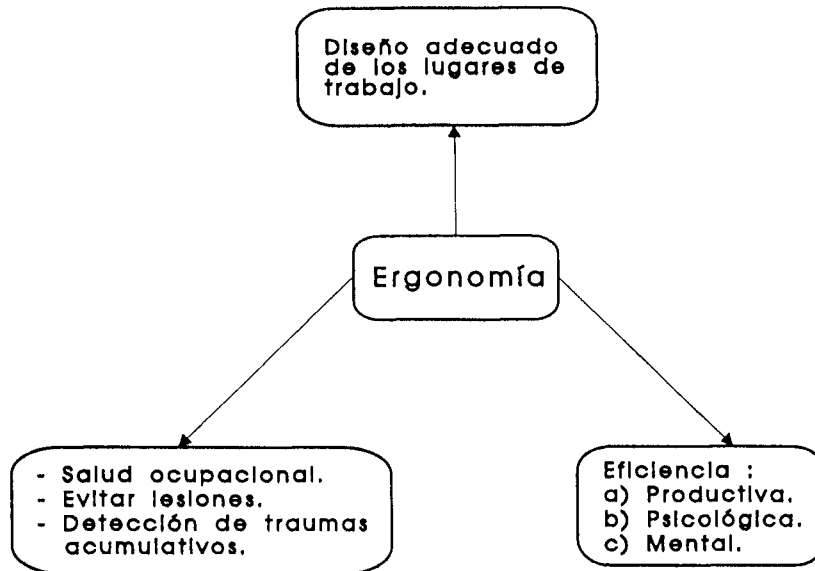 Diseño adecuado
de los lugares de
trabajo.
Ergonomía
- Salud ocupacional.
- Evitar lesiones.
- Detección de traumas
acumulativos.
Eficiencia :
a) Productiva.
b) Psicológica.
c) Mental.